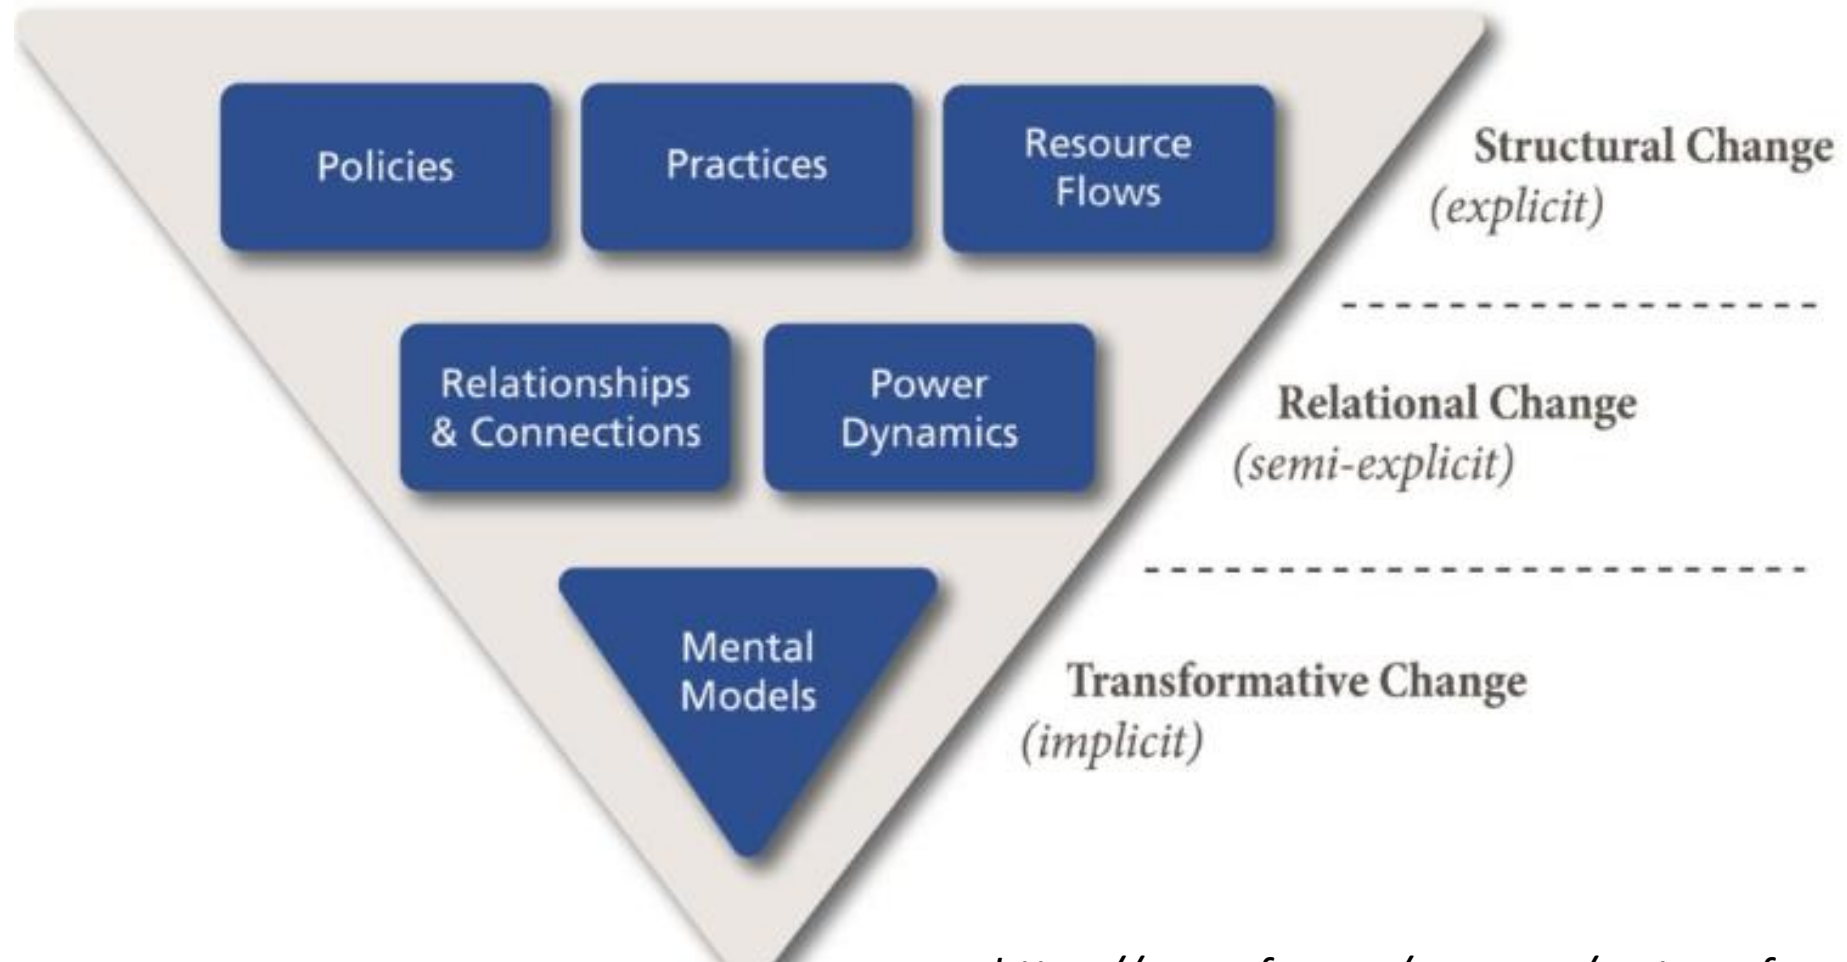 Policies
Practices
Resource
Flows
Structural Change
(explicit)
Relationships
& Connections
Power
Dynamics
Relational Change
(semi-explicit)
Mental
Models
Transformative Change
(implicit)